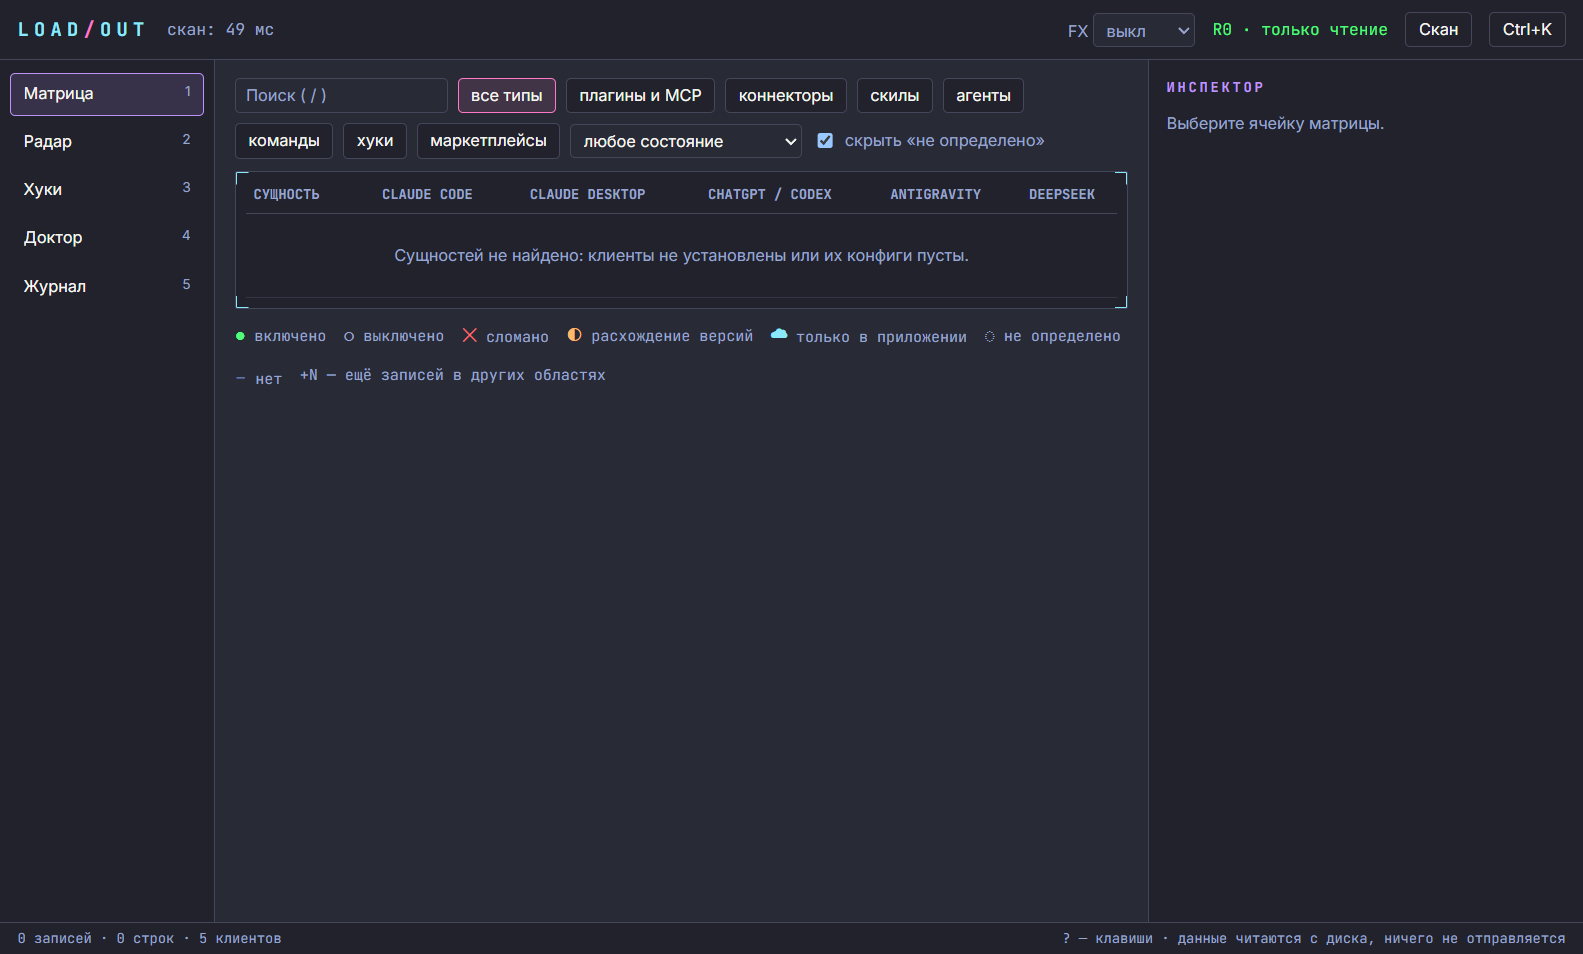 LOAD/OUT скан: 49 мс FX выкл R0 · только чтение Скан Ctrl+K
Матрица 1
Радар 2
Хуки 3
Доктор 4
Журнал 5
Поиск ( / ) все типы плагины и MCP коннекторы скилы агенты
команды хуки маркетплейсы любое состояние скрыть «не определено»
СУЩНОСТЬ CLAUDE CODE CLAUDE DESKTOP CHATGPT / CODEX ANTIGRAVITY DEEPSEEK
Сущностей не найдено: клиенты не установлены или их конфиги пусты.
включено выключено сломано расхождение версий только в приложении не определено
— нет +N — ещё записей в других областях
ИНСПЕКТОР
Выберите ячейку матрицы.
0 записей · 0 строк · 5 клиентов
? — клавиши · данные читаются с диска, ничего не отправляется